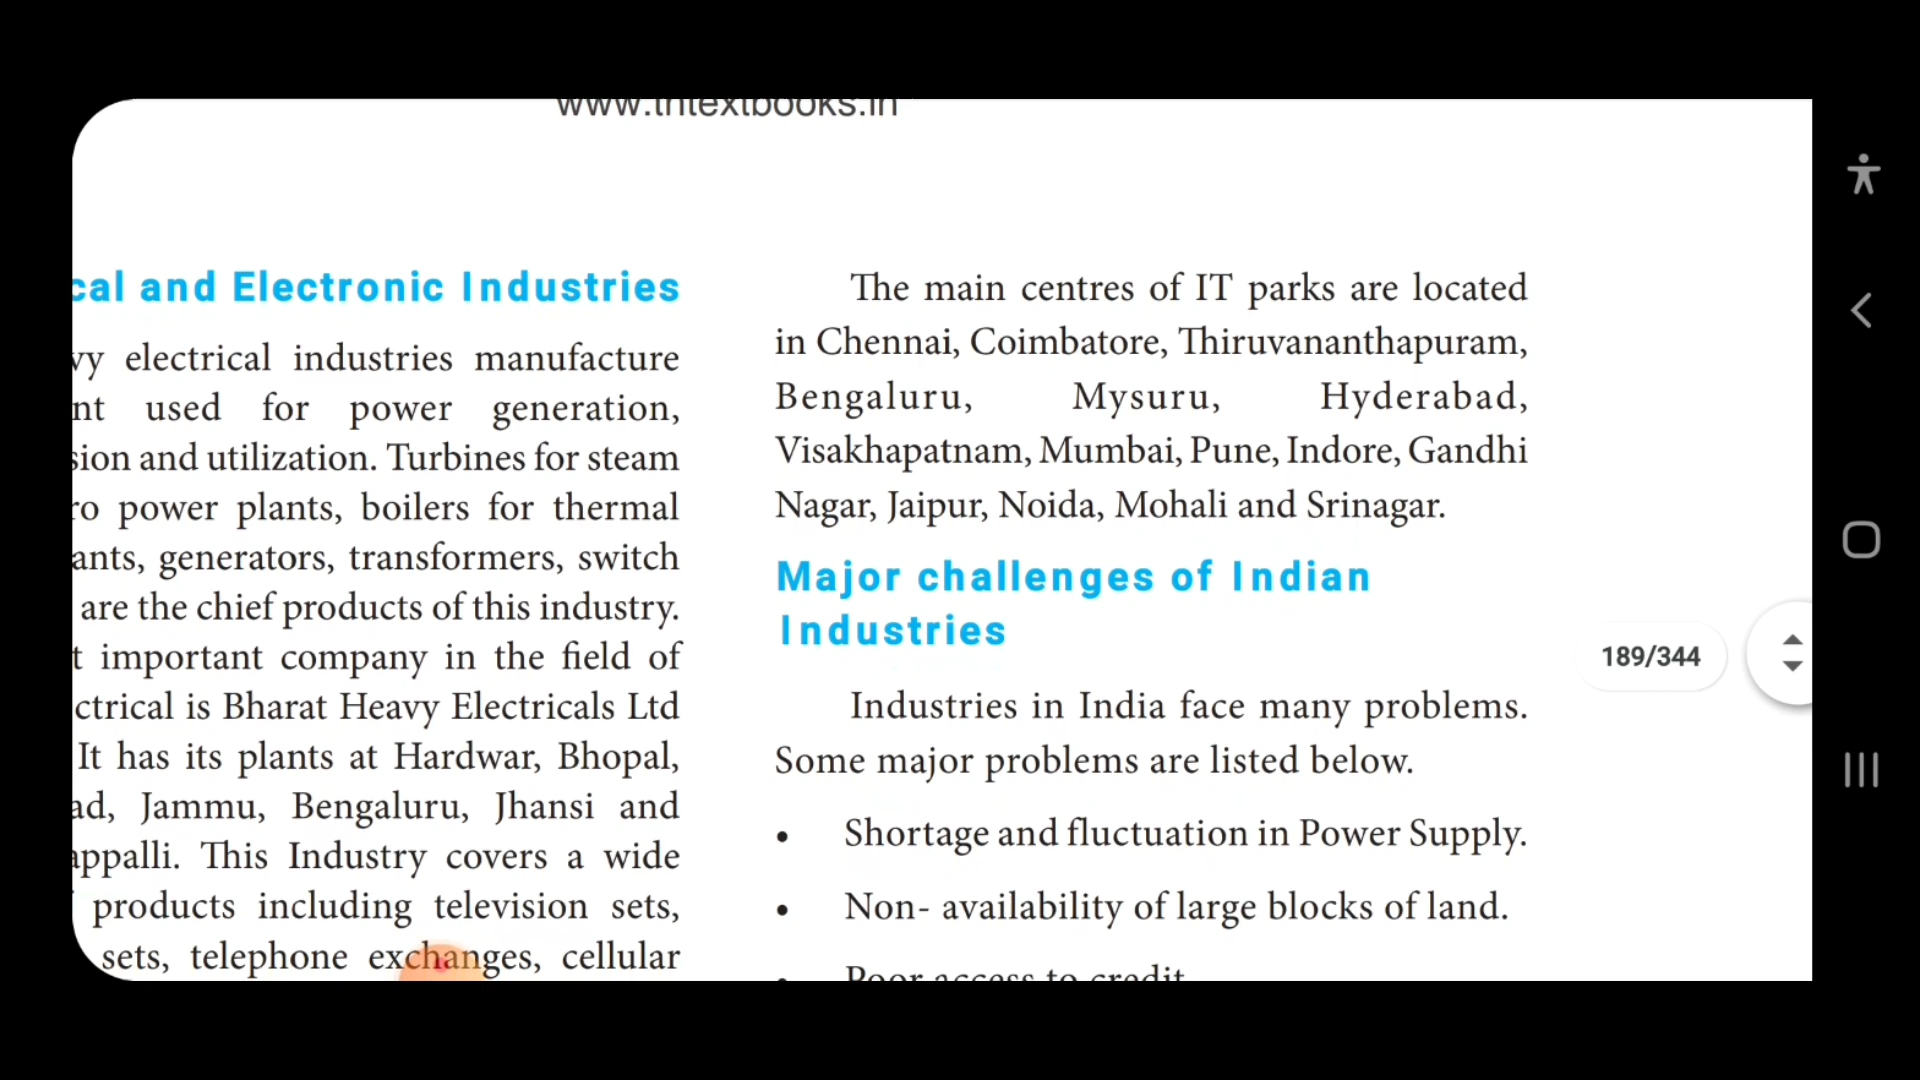 www.tntextbooks.in
cal and Electronic Industries
vy electrical industries manufacture
nt used for power generation,
sion and utilization. Turbines for steam
ro power plants, boilers for thermal
ants, generators, transformers, switch
are the chief products of this industry.
t important company in the field of
ctrical is Bharat Heavy Electricals Ltd
It has its plants at Hardwar, Bhopal,
ad, Jammu, Bengaluru, Jhansi and
appalli. This Industry covers a wide
products including television sets,
sets, telephone exchanges, cellular
The main centres of IT parks are located
in Chennai, Coimbatore, Thiruvananthapuram,
Bengaluru, Mysuru, Hyderabad,
Visakhapatnam, Mumbai, Pune, Indore, Gandhi
Nagar, Jaipur, Noida, Mohali and Srinagar.
Major challenges of Indian
Industries
Industries in India face many problems.
Some major problems are listed below.
• Shortage and fluctuation in Power Supply.
• Non- availability of large blocks of land.
• Poor access to credit
189/344